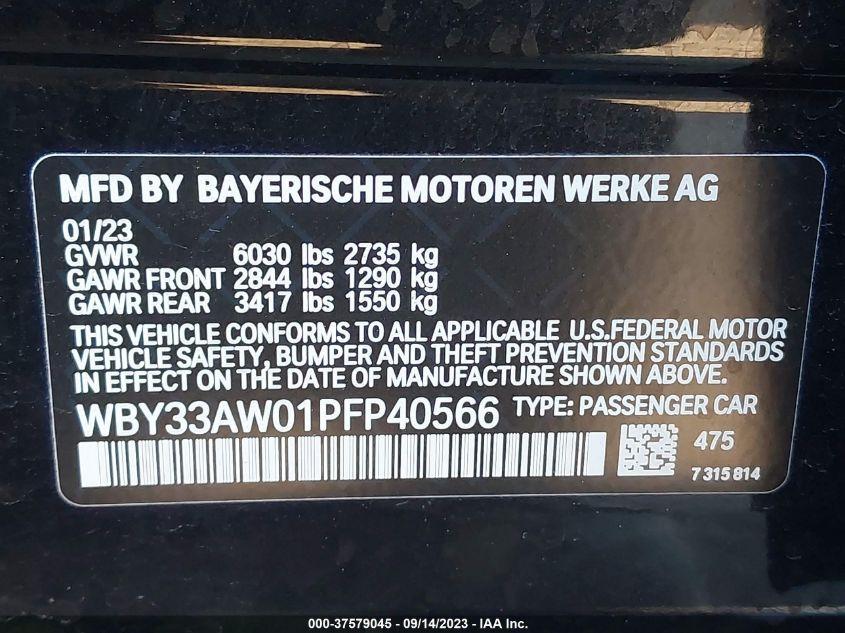 MFD BY BAYERISCHE MOTOREN WERKE AG
01/23
GVWR 6030 lbs 2735 kg
GAWR FRONT 2844 lbs 1290 kg
GAWR REAR 3417 lbs 1550 kg
THIS VEHICLE CONFORMS TO ALL APPLICABLE U.S.FEDERAL MOTOR
VEHICLE SAFETY, BUMPER AND THEFT PREVENTION STANDARDS
IN EFFECT ON THE DATE OF MANUFACTURE SHOWN ABOVE.
WBY33AW01PFP40566 TYPE: PASSENGER CAR
475
7315814
000-37579045 - 09/14/2023 - IAA Inc.